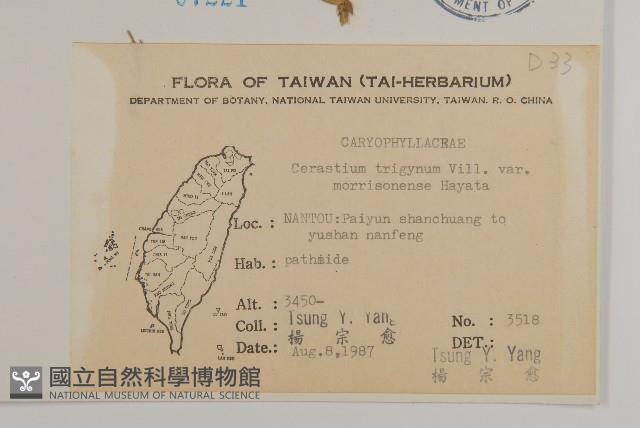 D-33
FLORA OF TAIWAN (TAI-HERBARIUM)
DEPARTMENT OF BOTANY, NATIONAL TAIWAN UNIVERSITY, TAIWAN, R. O. CHINA
CARYOPHYLLACRAE
Cerastium trigynum Vill. var.
morrisonense Hayata
Loc. : NANTOU:Paiyun shanchuang to
yushan nanfeng
Hab. : pathside
Alt. : 3450-
Coll. : Tsung Y. Yang No. : 3518
楊 宗 愈 DET.:
Date.: Aug.8,1987 Tsung Y. Yang
楊 宗 愈
國立自然科學博物館
NATIONAL MUSEUM OF NATURAL SCIENCE